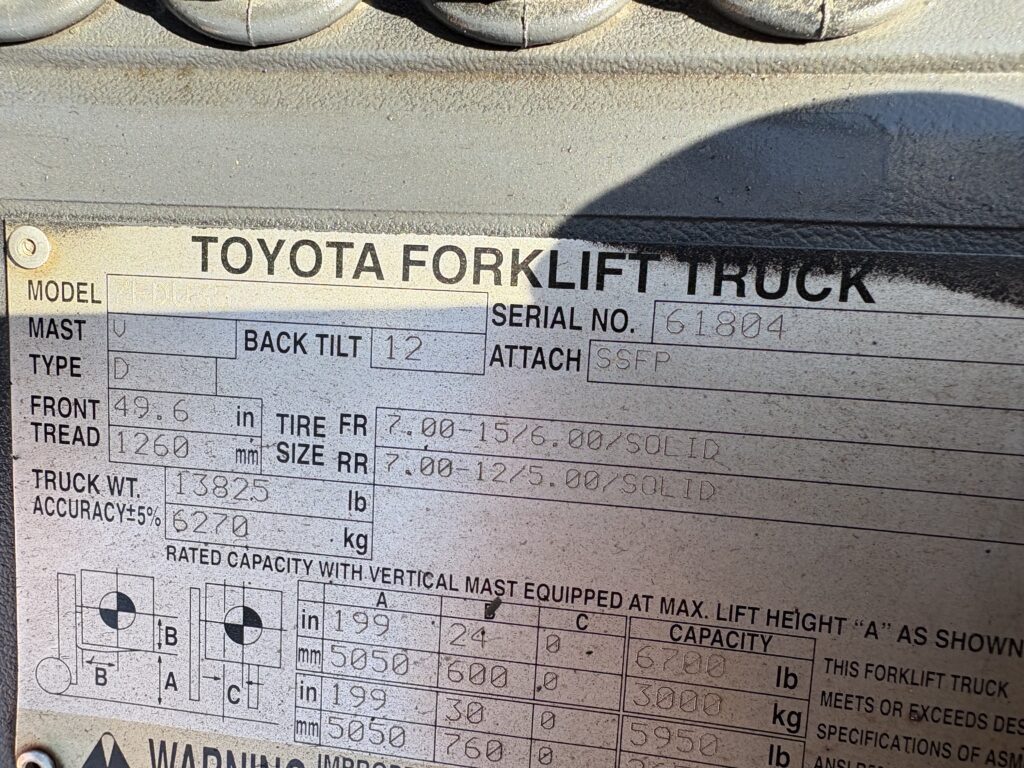 TOYOTA FORKLIFT TRUCK
MODEL
SERIAL NO. 61804
MAST V BACK TILT 12 ATTACH SSFP
TYPE D
FRONT TREAD 49.6 in 1260 mm
TIRE SIZE FR 7.00-15/6.00/SOLID
RR 7.00-12/5.00/SOLID
TRUCK WT. 13825 lb
ACCURACY±5% 6270 kg
RATED CAPACITY WITH VERTICAL MAST EQUIPPED AT MAX. LIFT HEIGHT "A" AS SHOWN
A B C CAPACITY
in 199 24 0 6700 lb
mm 5050 600 0 3000 kg
in 199 30 0 5950 lb
mm 5050 760 0
B B A C
THIS FORKLIFT TRUCK
MEETS OR EXCEEDS DES
SPECIFICATIONS OF ASM
WARNING